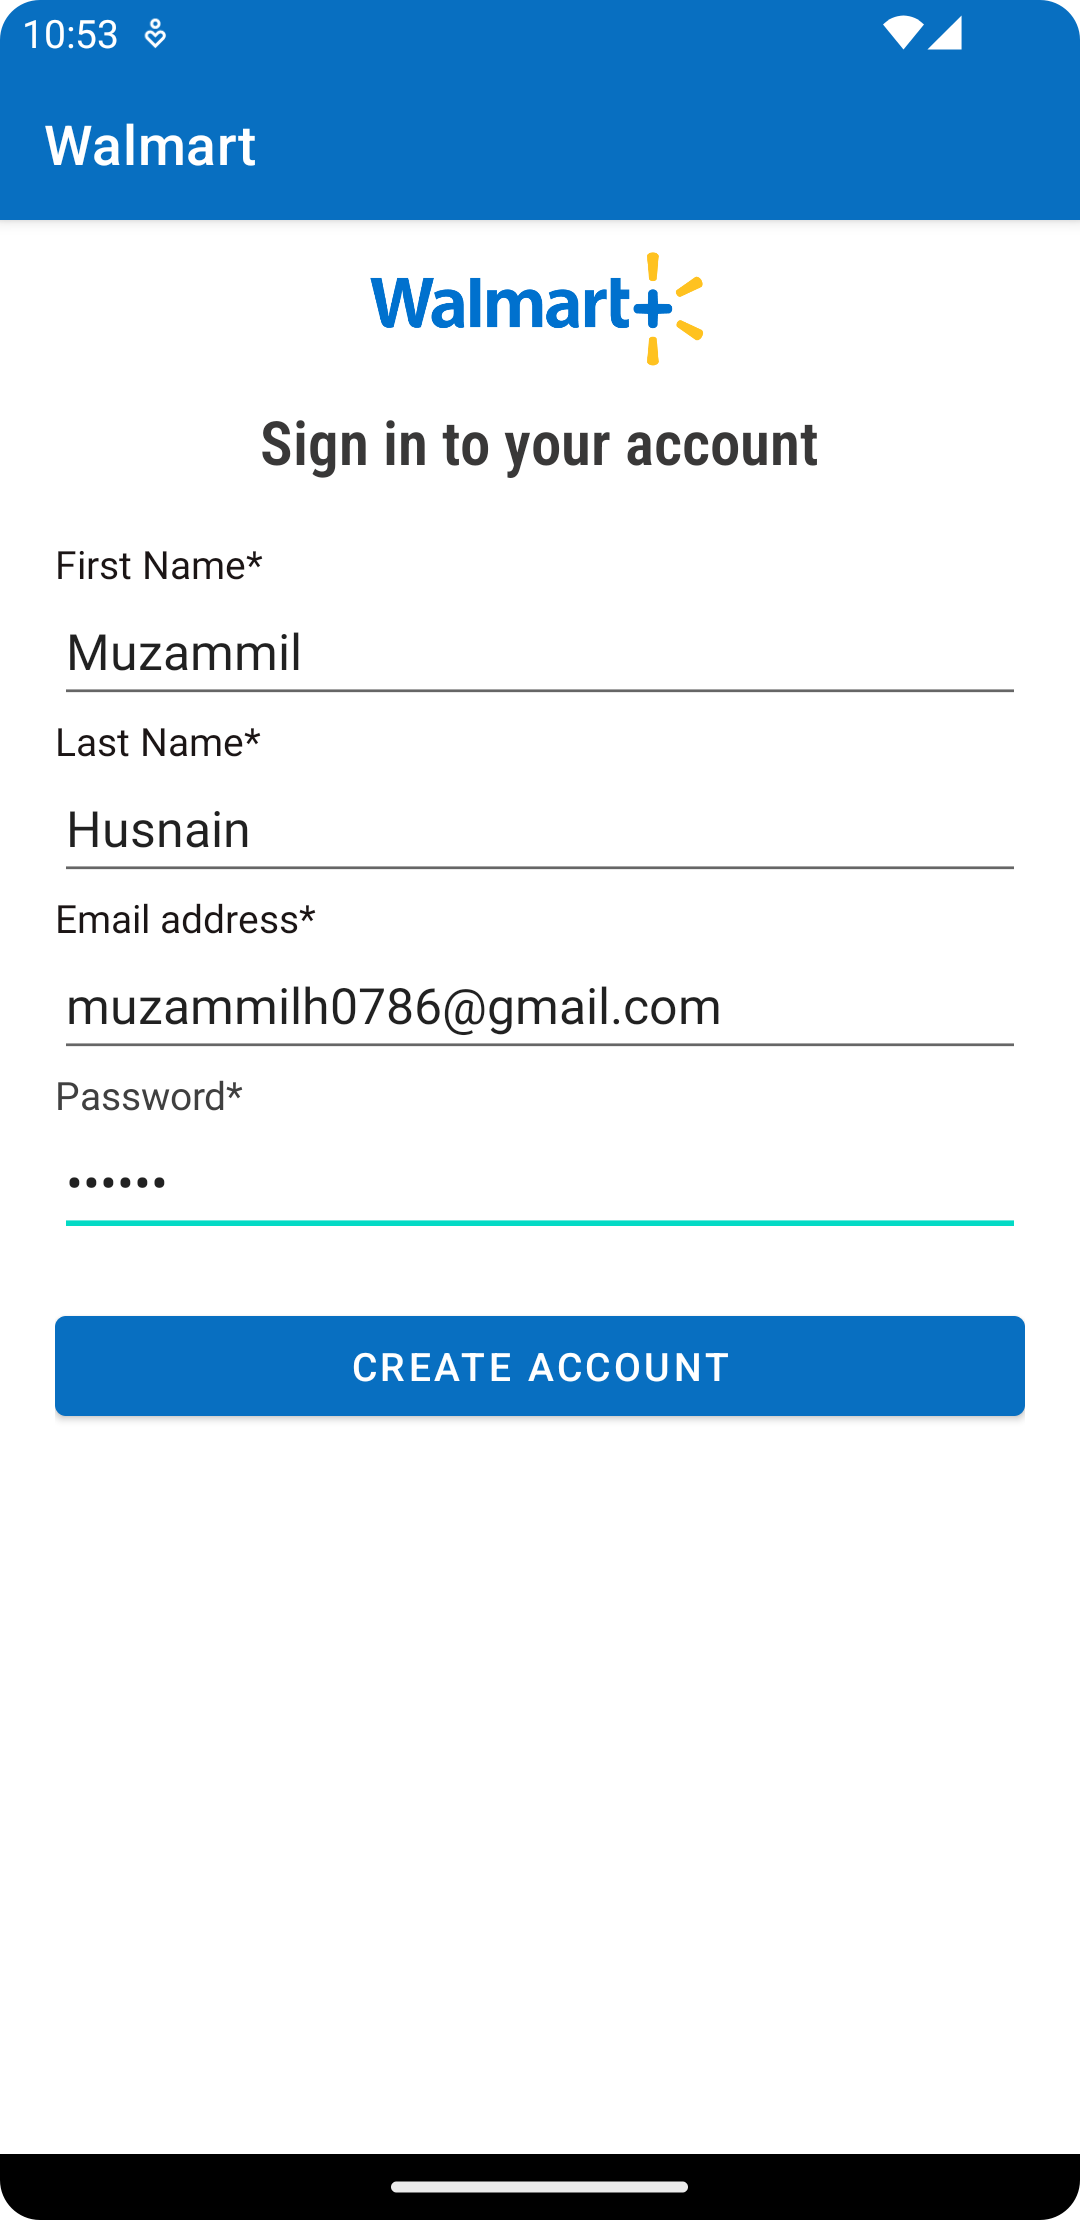 10:53
Walmart
Walmart+
Sign in to your account
First Name*
Muzammil
Last Name*
Husnain
Email address*
muzammilh0786@gmail.com
Password*
••••••
CREATE ACCOUNT